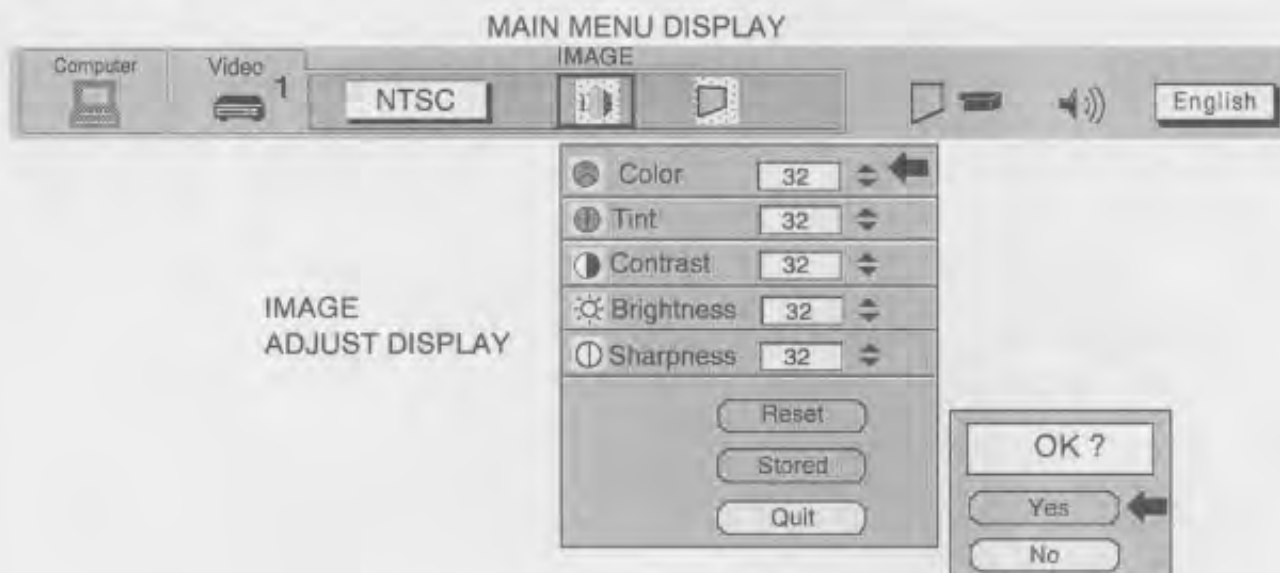 MAIN MENU DISPLAY
IMAGE
Computer
Video 1
NTSC
English
Color 32
Tint 32
Contrast 32
Brightness 32
Sharpness 32
IMAGE
ADJUST DISPLAY
Reset
Stored
Quit
OK ?
Yes
No